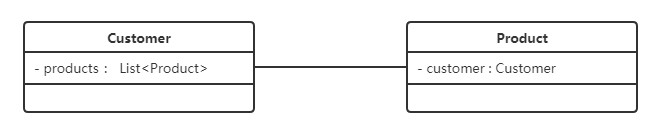 Customer
- products : List<Product>
Product
- customer : Customer